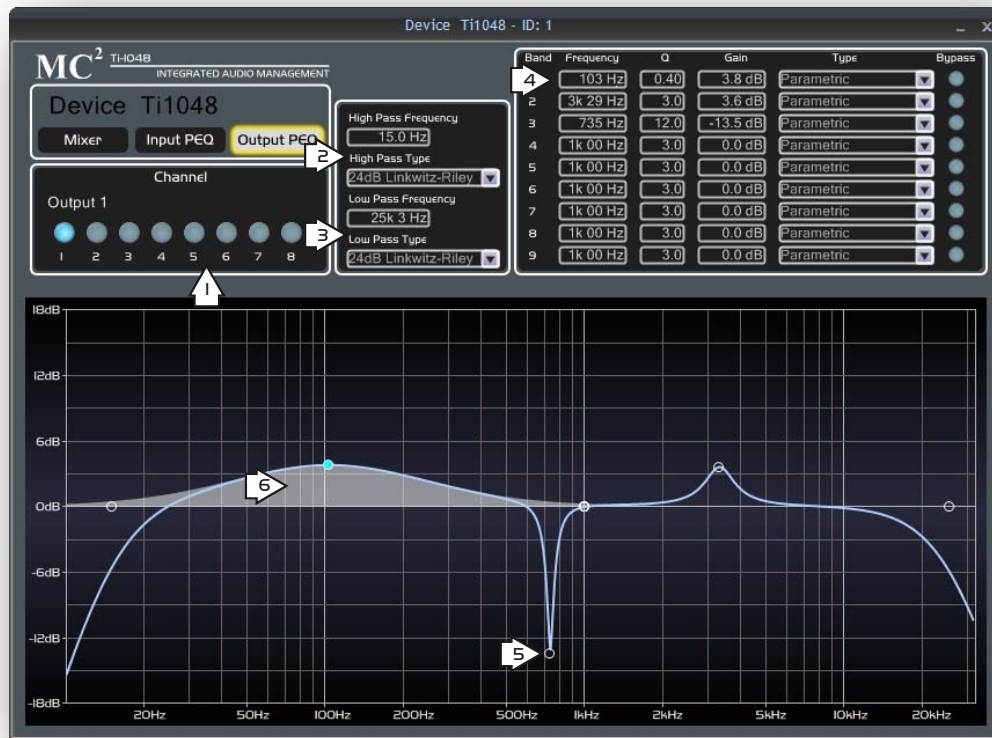 Device Ti1048 - ID: 1
MC² Ti-1048
INTEGRATED AUDIO MANAGEMENT
Device Ti1048
Mixer Input PEQ Output PEQ
Channel
Output 1
1 2 3 4 5 6 7 8
1
High Pass Frequency
15.0 Hz
2
High Pass Type
24dB Linkwitz-Riley
Low Pass Frequency
25k 3 Hz
3
Low Pass Type
24dB Linkwitz-Riley
Band Frequency Q Gain Type Bypass
4 103 Hz 0.40 3.8 dB Parametric
2 3k 29 Hz 3.0 3.6 dB Parametric
3 735 Hz 12.0 -13.5 dB Parametric
4 1k 00 Hz 3.0 0.0 dB Parametric
5 1k 00 Hz 3.0 0.0 dB Parametric
6 1k 00 Hz 3.0 0.0 dB Parametric
7 1k 00 Hz 3.0 0.0 dB Parametric
8 1k 00 Hz 3.0 0.0 dB Parametric
9 1k 00 Hz 3.0 0.0 dB Parametric
18dB
12dB
6dB
6
0dB
-6dB
-12dB
5
-18dB
20Hz 50Hz 100Hz 200Hz 500Hz 1kHz 2kHz 5kHz 10kHz 20kHz